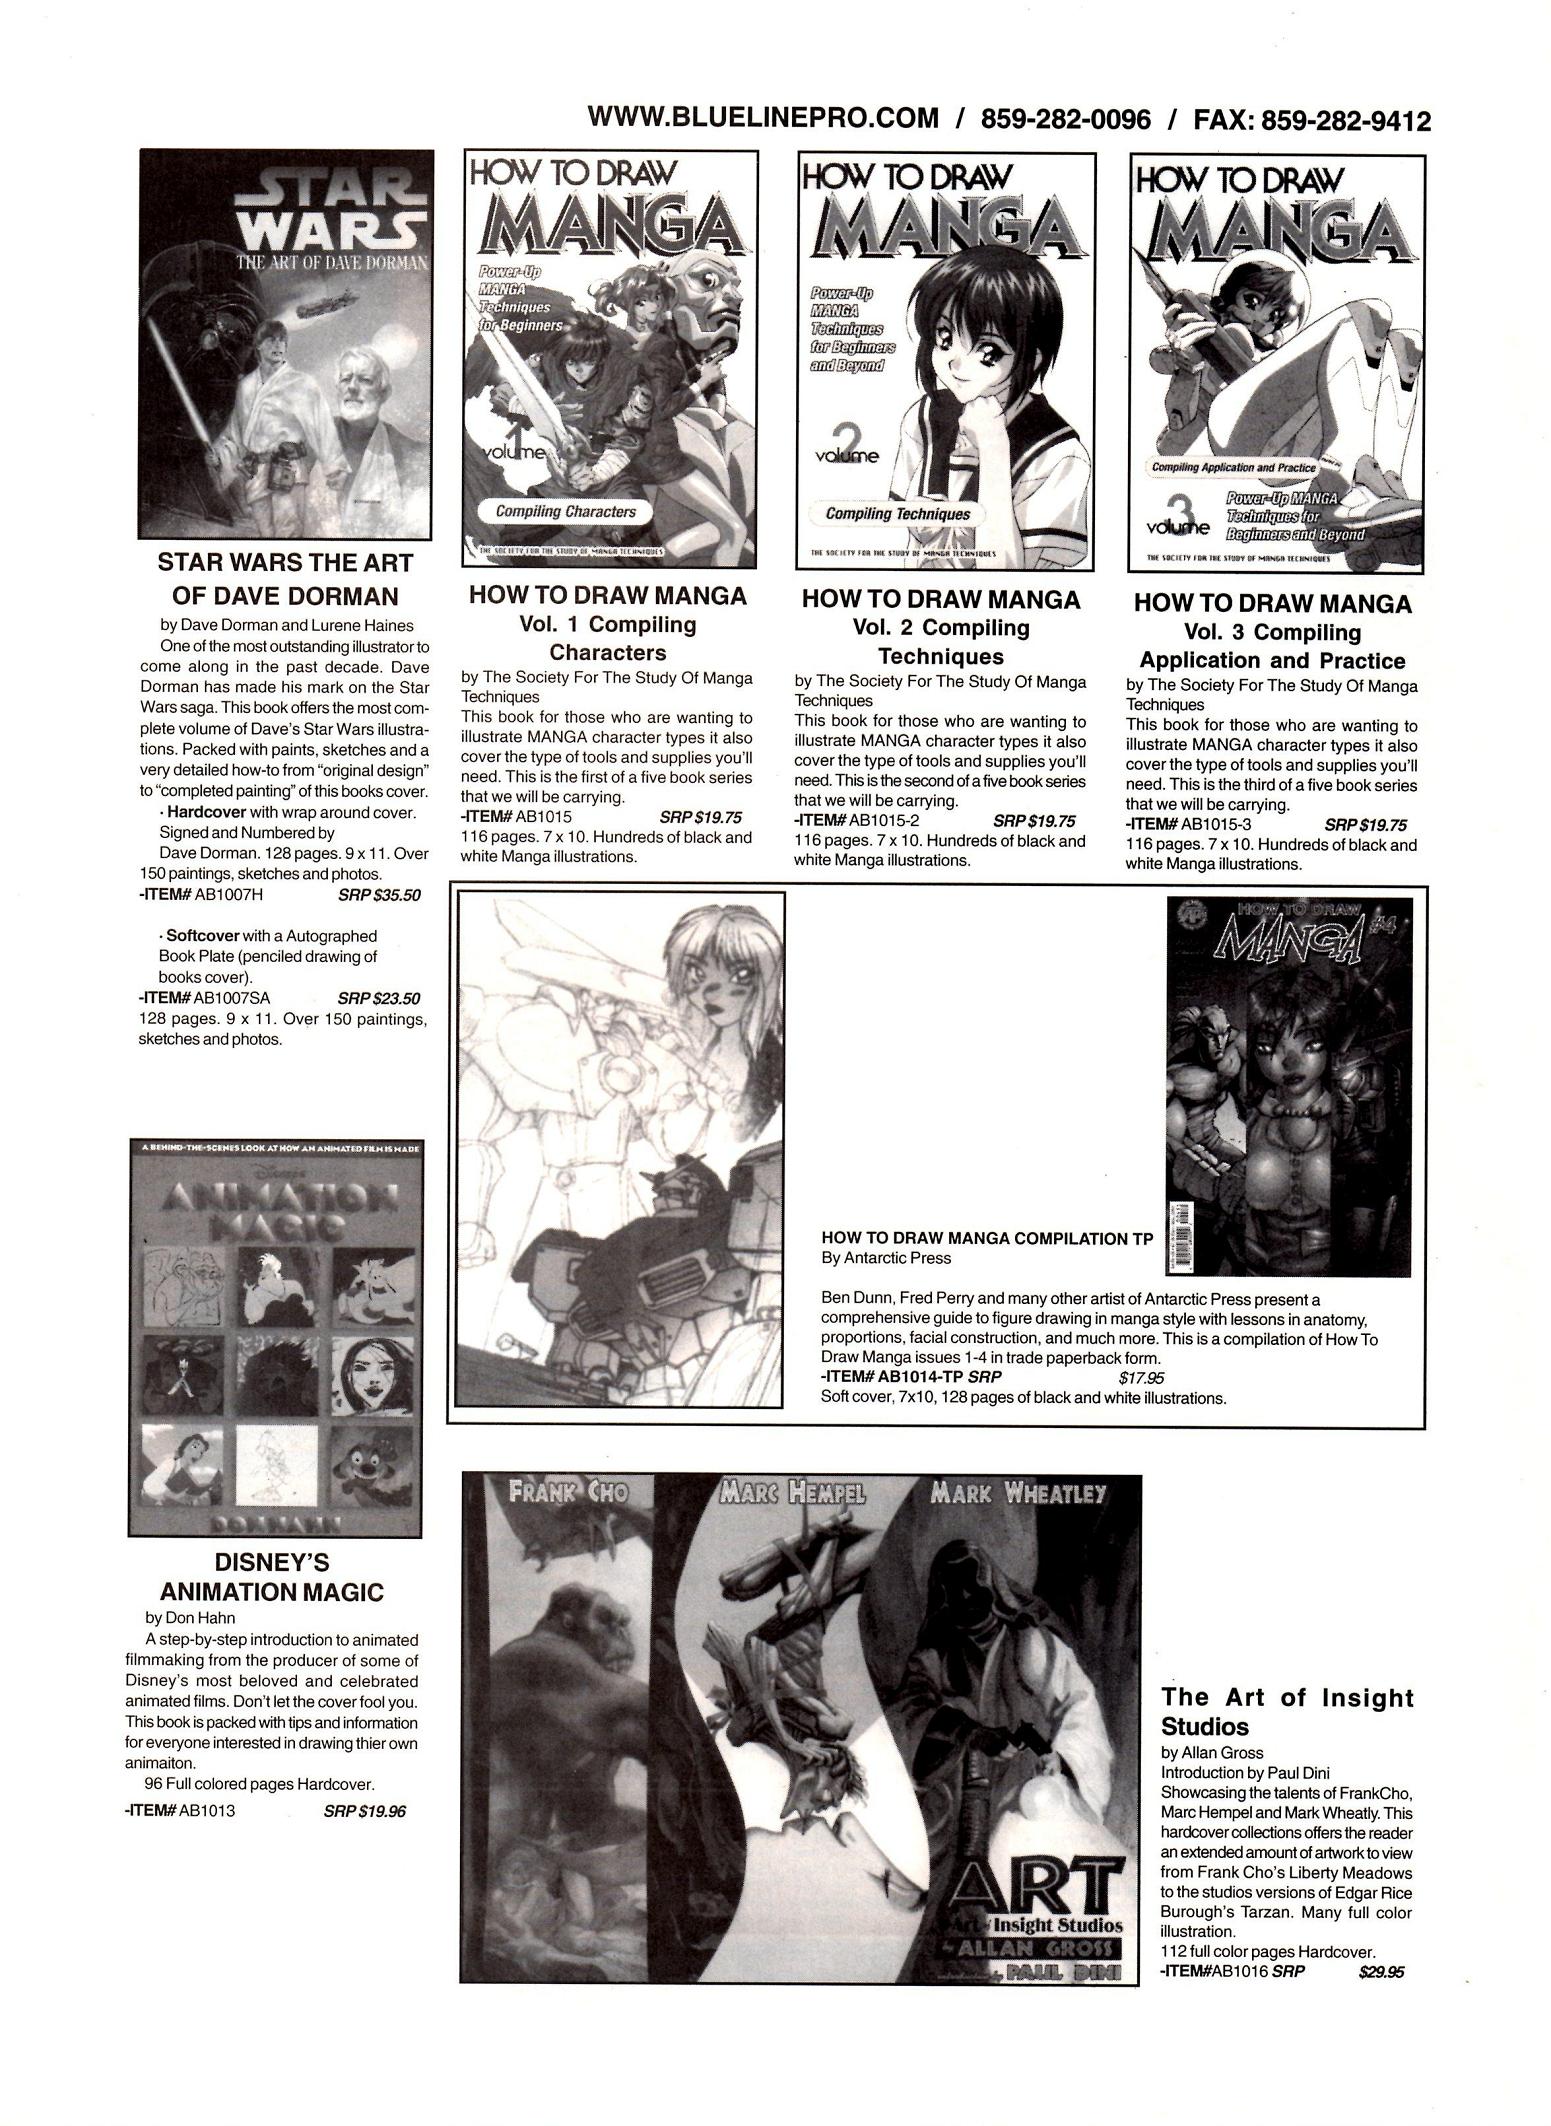 WWW.BLUELINEPRO.COM / 859-282-0096 / FAX: 859-282-9412
STAR
WARS
THE ART OF DAVE DORMAN
STAR WARS THE ART
OF DAVE DORMAN
by Dave Dorman and Lurene Haines
One of the most outstanding illustrator to
come along in the past decade. Dave
Dorman has made his mark on the Star
Wars saga. This book offers the most com-
plete volume of Dave's Star Wars illustra-
tions. Packed with paints, sketches and a
very detailed how-to from “original design”
to “completed painting” of this books cover.
· Hardcover with wrap around cover.
Signed and Numbered by
Dave Dorman. 128 pages. 9 x 11. Over
150 paintings, sketches and photos.
-ITEM# AB1007H SRP $35.50
· Softcover with a Autographed
Book Plate (penciled drawing of
books cover).
-ITEM# AB1007SA SRP $23.50
128 pages. 9 x 11. Over 150 paintings,
sketches and photos.
HOW TO DRAW
MANGA
Power-Up
MANGA
Techniques
for Beginners
1
volume
Compiling Characters
THE SOCIETY FOR THE STUDY OF MANGA TECHNIQUES
HOW TO DRAW MANGA
Vol. 1 Compiling
Characters
by The Society For The Study Of Manga
Techniques
This book for those who are wanting to
illustrate MANGA character types it also
cover the type of tools and supplies you'll
need. This is the first of a five book series
that we will be carrying.
-ITEM# AB1015 SRP $19.75
116 pages. 7 x 10. Hundreds of black and
white Manga illustrations.
HOW TO DRAW
MANGA
Power-Up
MANGA
Techniques
for Beginners
and Beyond
2
volume
Compiling Techniques
THE SOCIETY FOR THE STUDY OF MANGA TECHNIQUES
HOW TO DRAW MANGA
Vol. 2 Compiling
Techniques
by The Society For The Study Of Manga
Techniques
This book for those who are wanting to
illustrate MANGA character types it also
cover the type of tools and supplies you'll
need. This is the second of a five book series
that we will be carrying.
-ITEM# AB1015-2 SRP $19.75
116 pages. 7 x 10. Hundreds of black and
white Manga illustrations.
HOW TO DRAW
MANGA
Compiling Application and Practice
3
volume
Power-Up MANGA
Techniques for
Beginners and Beyond
THE SOCIETY FOR THE STUDY OF MANGA TECHNIQUES
HOW TO DRAW MANGA
Vol. 3 Compiling
Application and Practice
by The Society For The Study Of Manga
Techniques
This book for those who are wanting to
illustrate MANGA character types it also
cover the type of tools and supplies you'll
need. This is the third of a five book series
that we will be carrying.
-ITEM# AB1015-3 SRP $19.75
116 pages. 7 x 10. Hundreds of black and
white Manga illustrations.
HOW TO DRAW
MANGA #4
HOW TO DRAW MANGA COMPILATION TP
By Antarctic Press
Ben Dunn, Fred Perry and many other artist of Antarctic Press present a
comprehensive guide to figure drawing in manga style with lessons in anatomy,
proportions, facial construction, and much more. This is a compilation of How To
Draw Manga issues 1-4 in trade paperback form.
-ITEM# AB1014-TP SRP $17.95
Soft cover, 7x10, 128 pages of black and white illustrations.
A BEHIND-THE-SCENES LOOK AT HOW AN ANIMATED FILM IS MADE
Disney's
ANIMATION
MAGIC
DON HAHN
DISNEY'S
ANIMATION MAGIC
by Don Hahn
A step-by-step introduction to animated
filmmaking from the producer of some of
Disney's most beloved and celebrated
animated films. Don't let the cover fool you.
This book is packed with tips and information
for everyone interested in drawing thier own
animaiton.
96 Full colored pages Hardcover.
-ITEM# AB1013 SRP $19.96
FRANK CHO MARC HEMPEL MARK WHEATLEY
ART
Art of Insight Studios
by ALLAN GROSS
PAUL DINI
The Art of Insight
Studios
by Allan Gross
Introduction by Paul Dini
Showcasing the talents of FrankCho,
Marc Hempel and Mark Wheatly. This
hardcover collections offers the reader
an extended amount of artwork to view
from Frank Cho's Liberty Meadows
to the studios versions of Edgar Rice
Burough's Tarzan. Many full color
illustration.
112 full color pages Hardcover.
-ITEM#AB1016 SRP $29.95